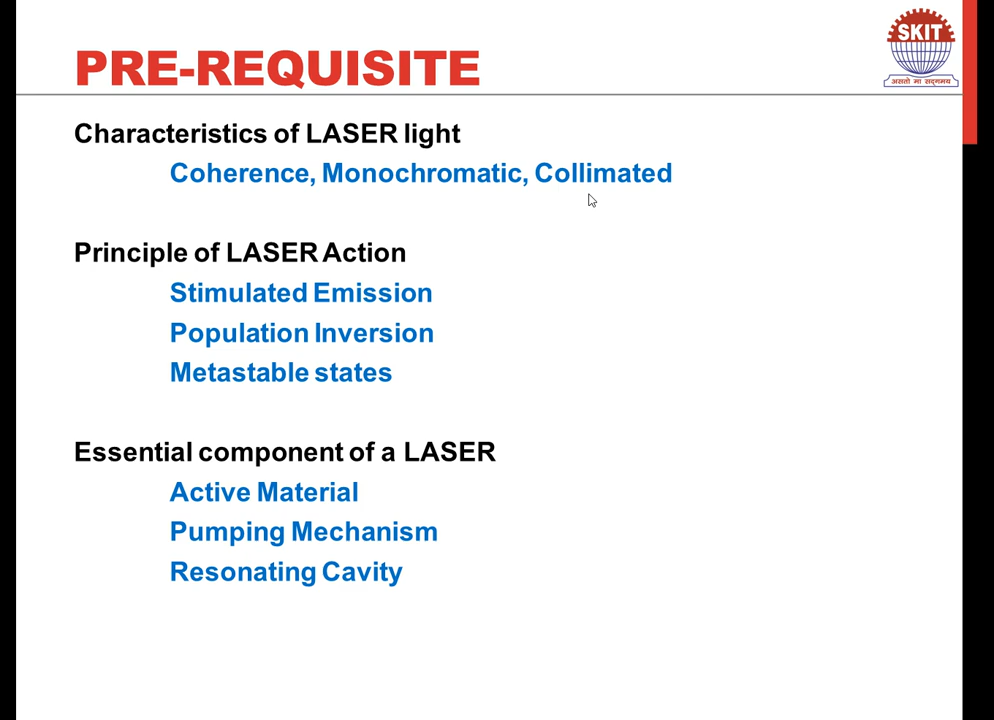 SKIT
असतो मा सद्गमय
PRE-REQUISITE
Characteristics of LASER light
Coherence, Monochromatic, Collimated
Principle of LASER Action
Stimulated Emission
Population Inversion
Metastable states
Essential component of a LASER
Active Material
Pumping Mechanism
Resonating Cavity